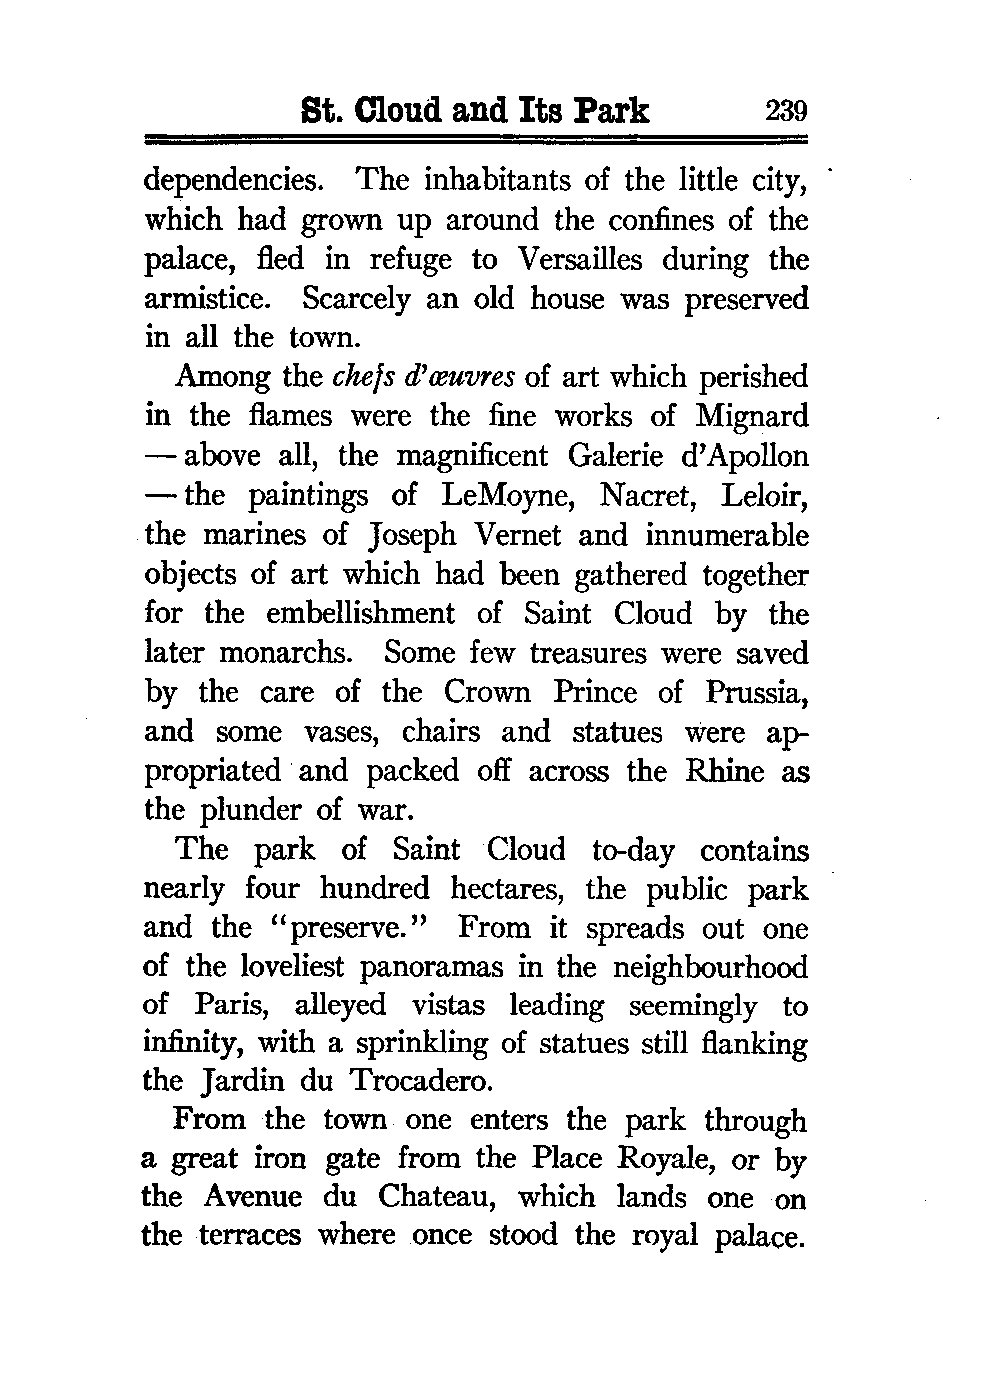 St. Cloud and Its Park 239
dependencies. The inhabitants of the little city,
which had grown up around the confines of the
palace, fled in refuge to Versailles during the
armistice. Scarcely an old house was preserved
in all the town.
Among the chefs d'œuvres of art which perished
in the flames were the fine works of Mignard
— above all, the magnificent Galerie d'Apollon
— the paintings of LeMoyne, Nacret, Leloir,
the marines of Joseph Vernet and innumerable
objects of art which had been gathered together
for the embellishment of Saint Cloud by the
later monarchs. Some few treasures were saved
by the care of the Crown Prince of Prussia,
and some vases, chairs and statues were ap-
propriated and packed off across the Rhine as
the plunder of war.
The park of Saint Cloud to-day contains
nearly four hundred hectares, the public park
and the "preserve." From it spreads out one
of the loveliest panoramas in the neighbourhood
of Paris, alleyed vistas leading seemingly to
infinity, with a sprinkling of statues still flanking
the Jardin du Trocadero.
From the town one enters the park through
a great iron gate from the Place Royale, or by
the Avenue du Chateau, which lands one on
the terraces where once stood the royal palace.